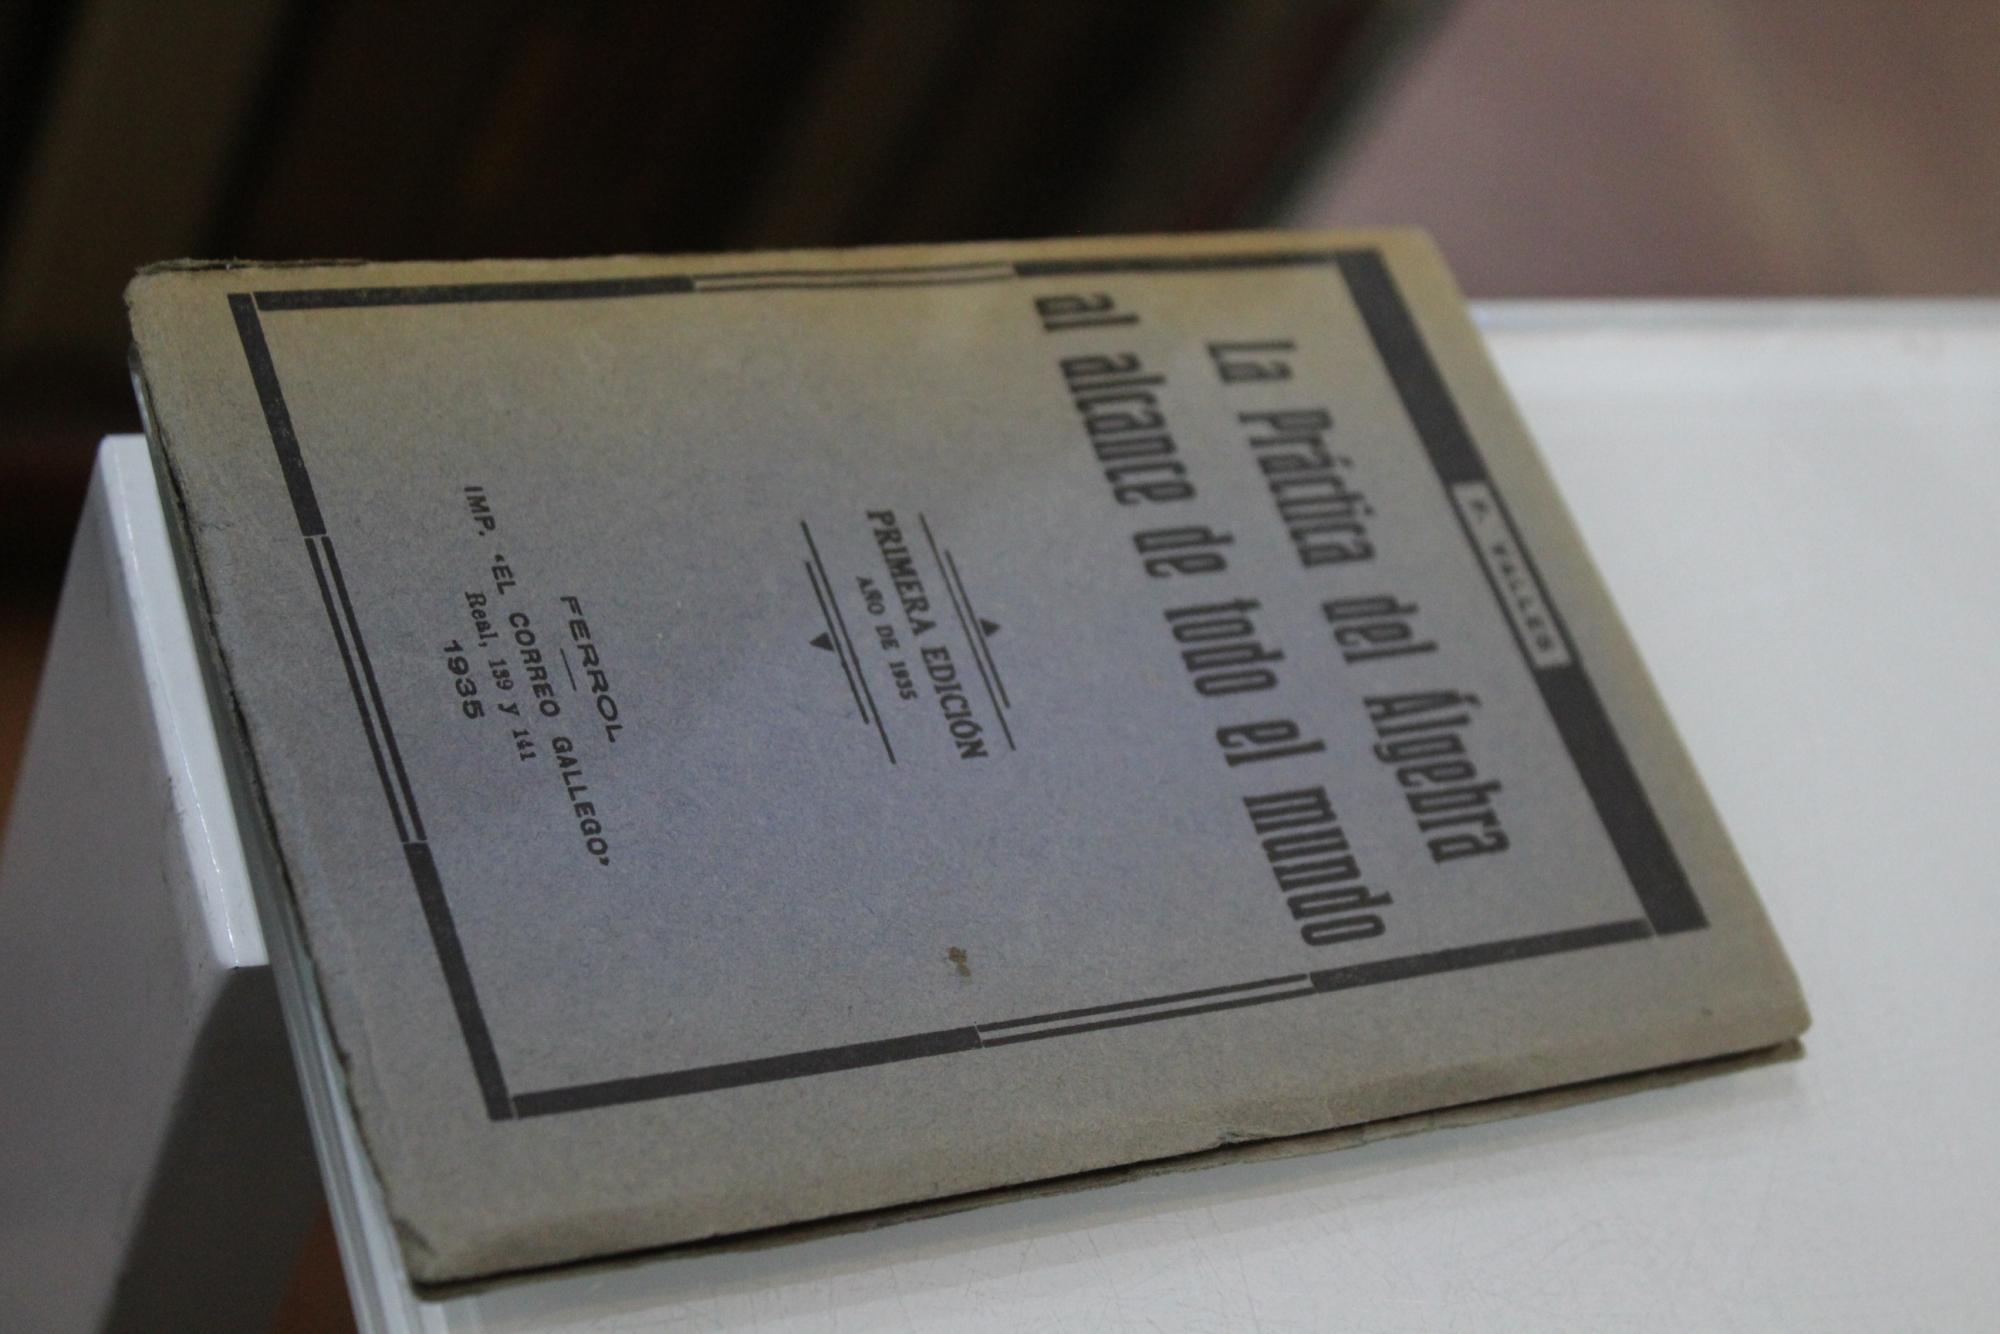 F. VALLES
La Práctica del Álgebra
al alcance de todo el mundo
PRIMERA EDICIÓN
AÑO DE 1935
FERROL
IMP. "EL CORREO GALLEGO"
Real, 139 y 141
1935